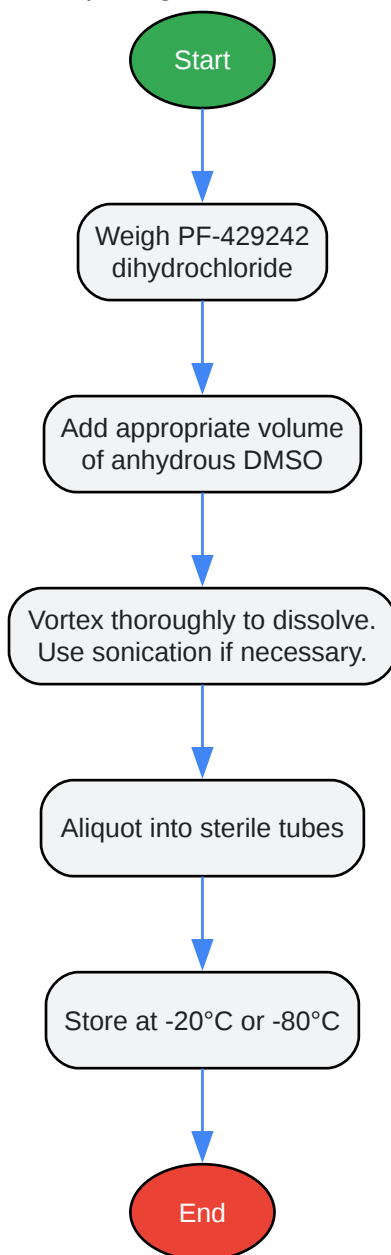 Start
Weigh PF-429242
dihydrochloride
Add appropriate volume
of anhydrous DMSO
Vortex thoroughly to dissolve.
Use sonication if necessary.
Aliquot into sterile tubes
Store at -20°C or -80°C
End